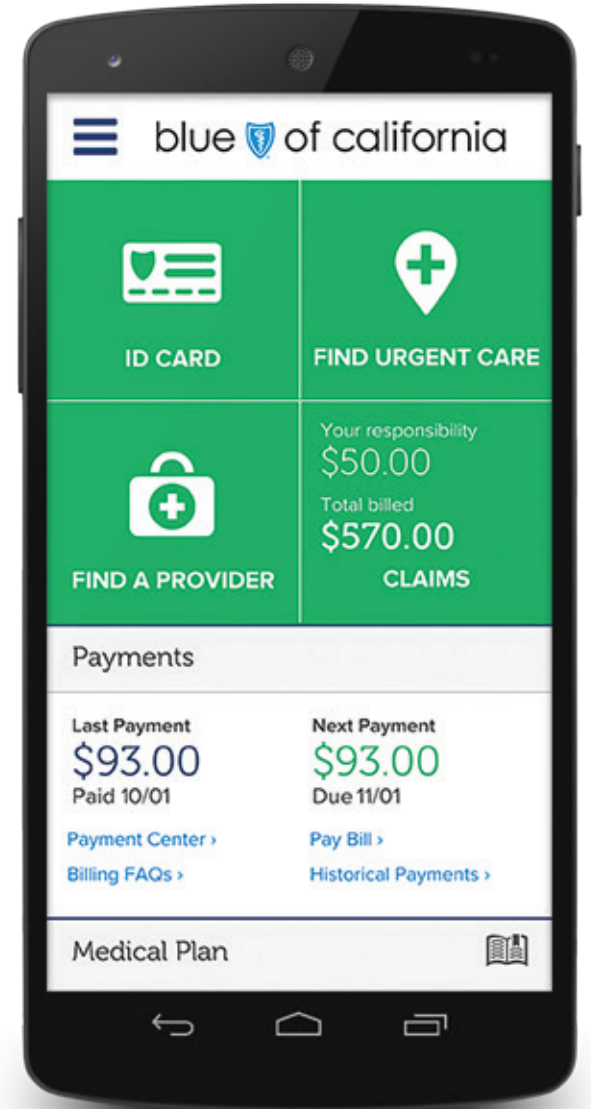 blue of california
ID CARD
FIND URGENT CARE
FIND A PROVIDER
Your responsibility
$50.00
Total billed
$570.00
CLAIMS
Payments
Last Payment
$93.00
Paid 10/01
Next Payment
$93.00
Due 11/01
Payment Center ›
Billing FAQs ›
Pay Bill ›
Historical Payments ›
Medical Plan